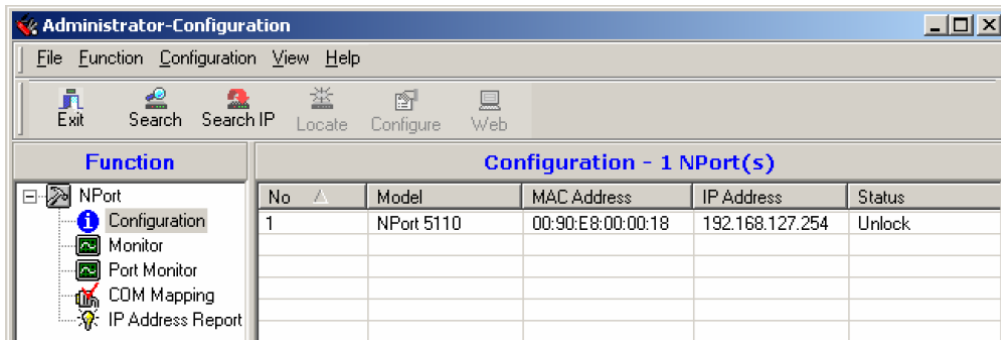 Administrator-Configuration
File Function Configuration View Help
Exit Search Search IP Locate Configure Web
Function
Configuration - 1 NPort(s)
NPort
Configuration
Monitor
Port Monitor
COM Mapping
IP Address Report
No Model MAC Address IP Address Status
1 NPort 5110 00:90:E8:00:00:18 192.168.127.254 Unlock